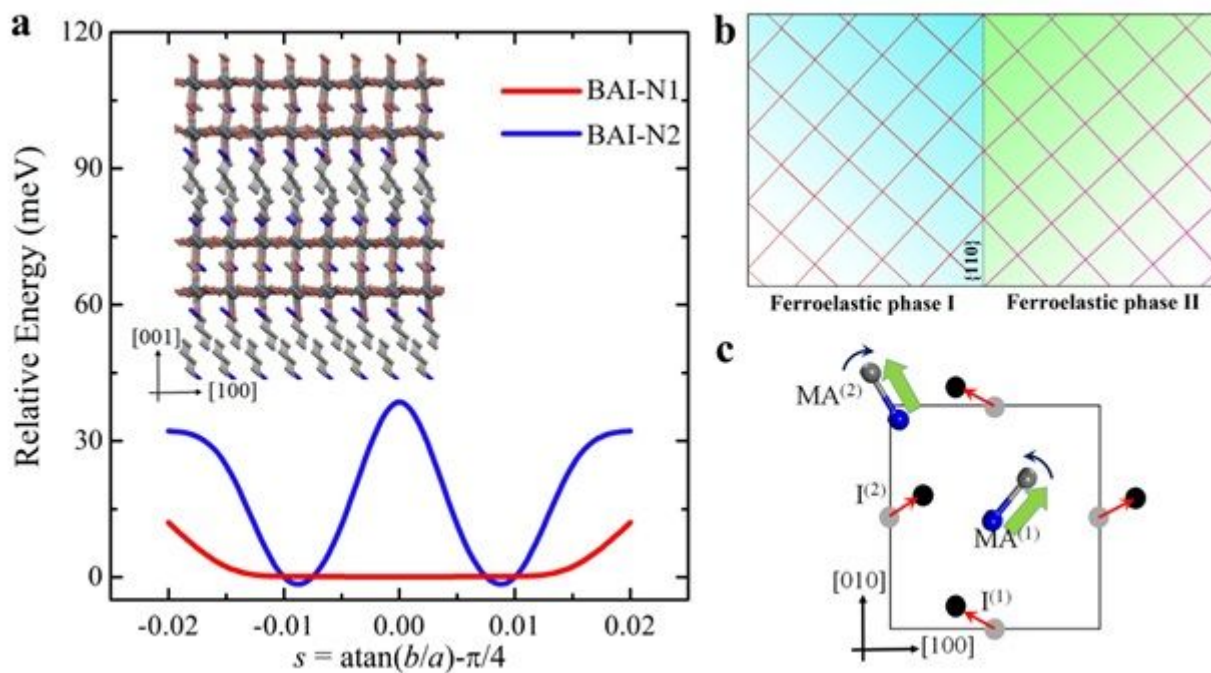 a
120
90
60
30
0
Relative Energy (meV)
BAI-N1
BAI-N2
[001]
[100]
-0.02
-0.01
0.00
0.01
0.02
s = atan(b/a)-π/4
b
{110}
Ferroelastic phase I
Ferroelastic phase II
c
MA⁽²⁾
I⁽²⁾
MA⁽¹⁾
I⁽¹⁾
[010]
[100]